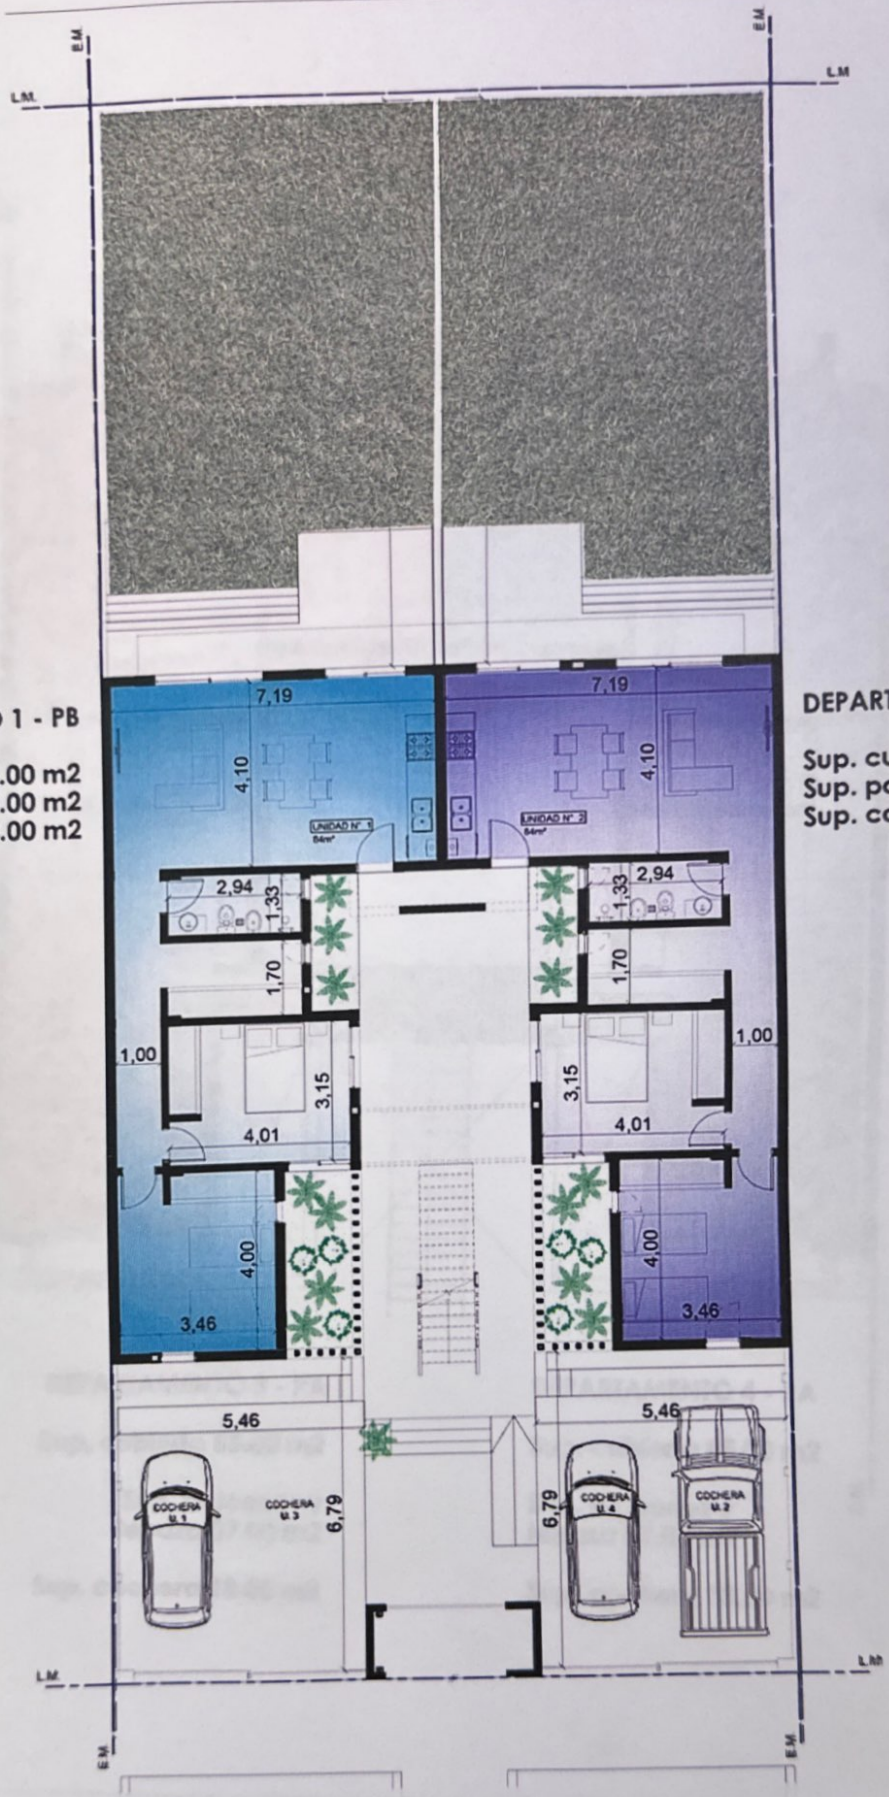 E.M.
E.M.
L.M.
L.M
7,19
7,19
O 1 - PB
DEPART
.00 m2
.00 m2
.00 m2
Sup. cu
Sup.
Sup.
4,10
4,10
UNIDAD N° 1
64m²
UNIDAD N° 2
64m²
2,94
1,33
1,33
2,94
1,70
1,70
1,00
1,00
3,15
3,15
4,01
4,01
4,00
4,00
3,46
3,46
5,46
5,46
COCHERA
U. 1
COCHERA
U. 3
6,79
6,79
COCHERA
U. 4
COCHERA
U. 2
L.M.
L.M
E.M.
E.M.